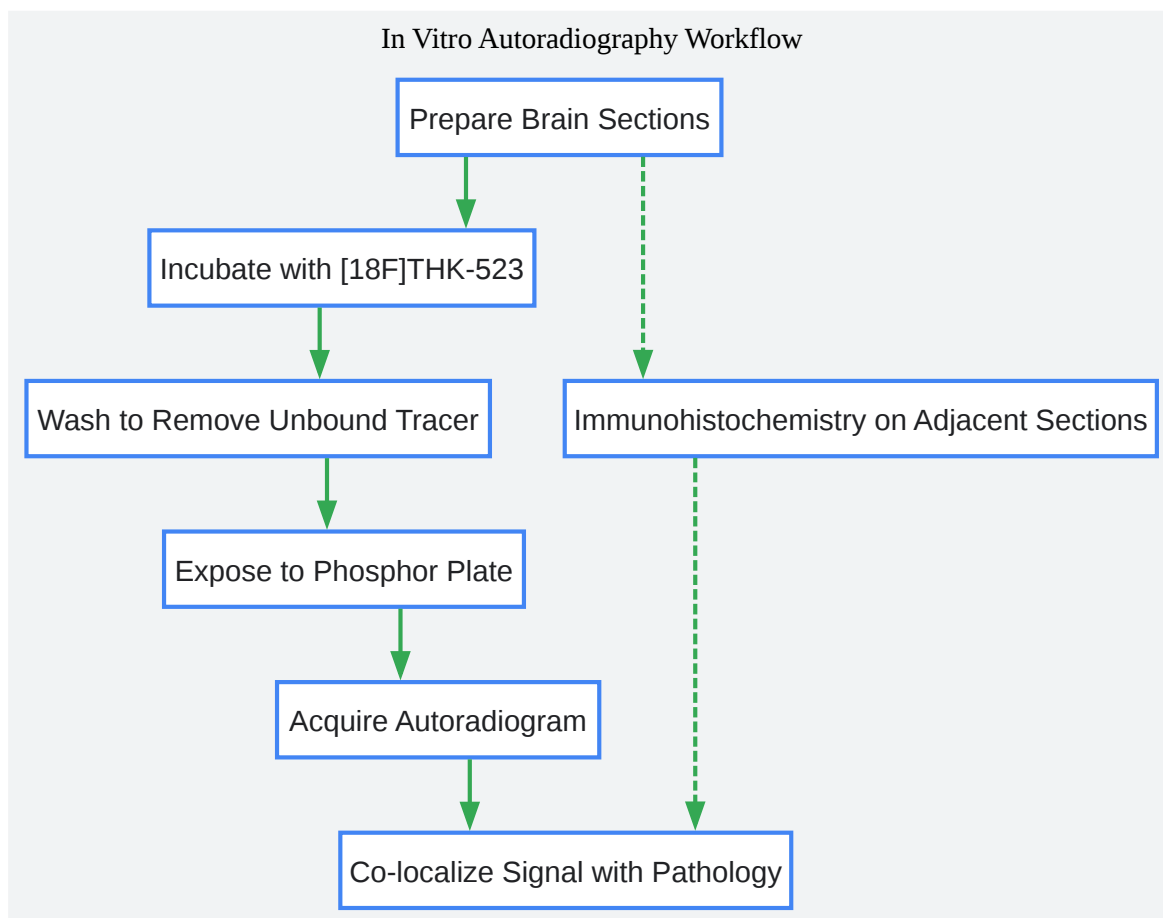 In Vitro Autoradiography Workflow
Prepare Brain Sections
Incubate with [18F]THK-523
Wash to Remove Unbound Tracer
Immunohistochemistry on Adjacent Sections
Expose to Phosphor Plate
Acquire Autoradiogram
Co-localize Signal with Pathology